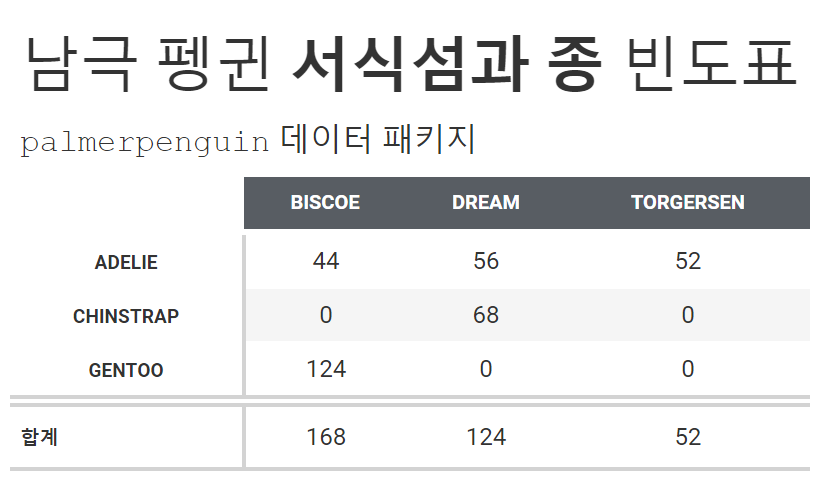 남극 펭귄 서식섬과 종 빈도표
palmerpenguin 데이터 패키지
BISCOE DREAM TORGERSEN
ADELIE 44 56 52
CHINSTRAP 0 68 0
GENTOO 124 0 0
합계 168 124 52